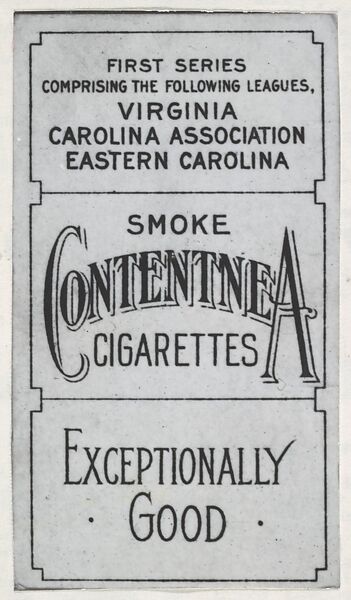 FIRST SERIES
COMPRISING THE FOLLOWING LEAGUES,
VIRGINIA
CAROLINA ASSOCIATION
EASTERN CAROLINA
SMOKE
CONTENTNEA
CIGARETTES
EXCEPTIONALLY
· GOOD ·